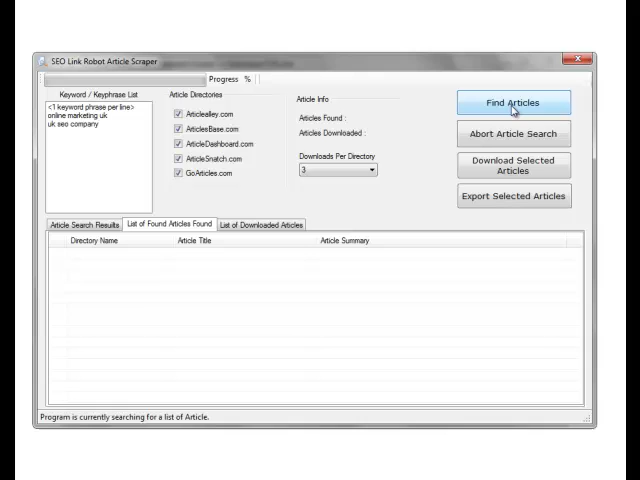 SEO Link Robot Article Scraper
Progress %
Keyword / Keyphrase List
<1 keyword phrase per line>
online marketing uk
uk seo company
Article Directories
Articlealley.com
ArticlesBase.com
ArticleDashboard.com
ArticleSnatch.com
GoArticles.com
Article Info
Articles Found :
Articles Downloaded :
Downloads Per Directory
3
Find Articles
Abort Article Search
Download Selected
Articles
Export Selected Articles
Article Search Results
List of Found Articles Found
List of Downloaded Articles
Directory Name
Article Title
Article Summary
Program is currently searching for a list of Article.